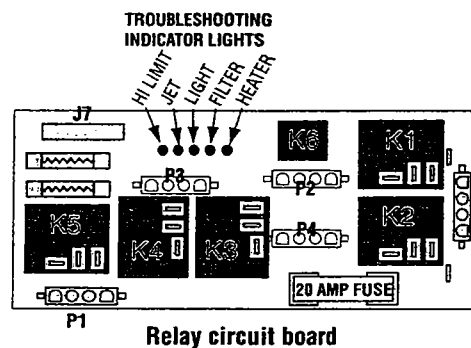 TROUBLESHOOTING
INDICATOR LIGHTS
HI LIMIT
JET
LIGHT
FILTER
HEATER
J7
K6
K1
P3
P2
K5
K4
K3
P4
K2
20 AMP FUSE
P1
Relay circuit board